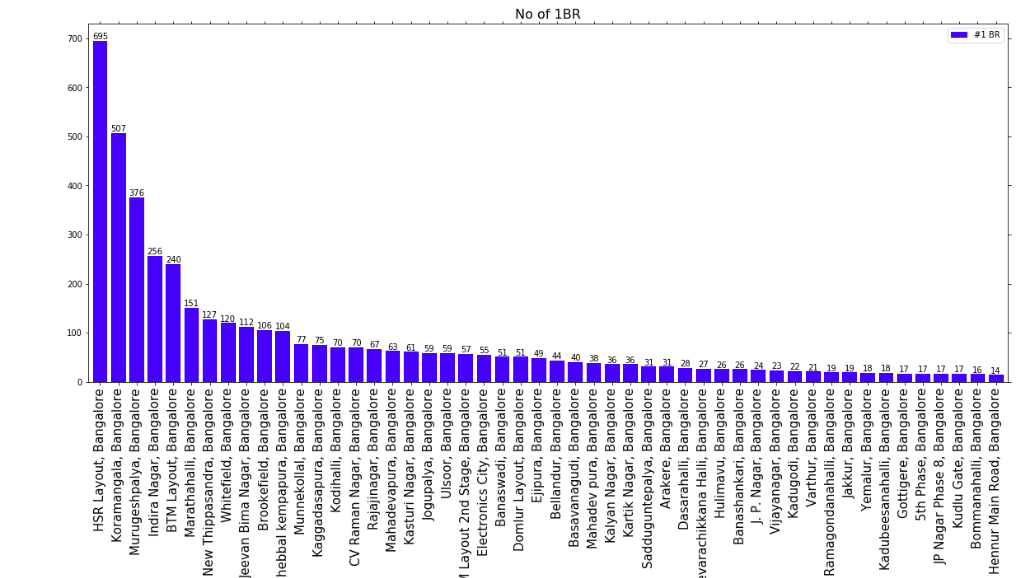 No of 1BR
#1 BR
700
600
500
400
300
200
100
0
695
507
376
256
240
151
127
120
112
106
104
77
75
70
70
67
63
61
59
59
57
55
51
51
49
44
40
38
36
36
31
31
28
27
26
26
24
23
22
21
19
19
18
18
17
17
17
17
16
14
HSR Layout, Bangalore
Koramangala, Bangalore
Murugeshpalya, Bangalore
Indira Nagar, Bangalore
BTM Layout, Bangalore
Marathahalli, Bangalore
New Thippasandra, Bangalore
Whitefield, Bangalore
Jeevan Bima Nagar, Bangalore
Brookefield, Bangalore
hebbal kempapura, Bangalore
Munnekollal, Bangalore
Kaggadasapura, Bangalore
Kodihalli, Bangalore
CV Raman Nagar, Bangalore
Rajajinagar, Bangalore
Mahadevapura, Bangalore
Kasturi Nagar, Bangalore
Jogupalya, Bangalore
Ulsoor, Bangalore
M Layout 2nd Stage, Bangalore
Electronics City, Bangalore
Banaswadi, Bangalore
Domlur Layout, Bangalore
Ejipura, Bangalore
Bellandur, Bangalore
Basavanagudi, Bangalore
Mahadev pura, Bangalore
Kalyan Nagar, Bangalore
Kartik Nagar, Bangalore
Sadduguntepalya, Bangalore
Arakere, Bangalore
Dasarahalli, Bangalore
evarachikkana Halli, Bangalore
Hulimavu, Bangalore
Banashankari, Bangalore
J. P. Nagar, Bangalore
Vijayanagar, Bangalore
Kadugodi, Bangalore
Varthur, Bangalore
Ramagondanahalli, Bangalore
Jakkur, Bangalore
Yemalur, Bangalore
Kadubeesanahalli, Bangalore
Gottigere, Bangalore
5th Phase, Bangalore
JP Nagar Phase 8, Bangalore
Kudlu Gate, Bangalore
Bommanahalli, Bangalore
Hennur Main Road, Bangalore